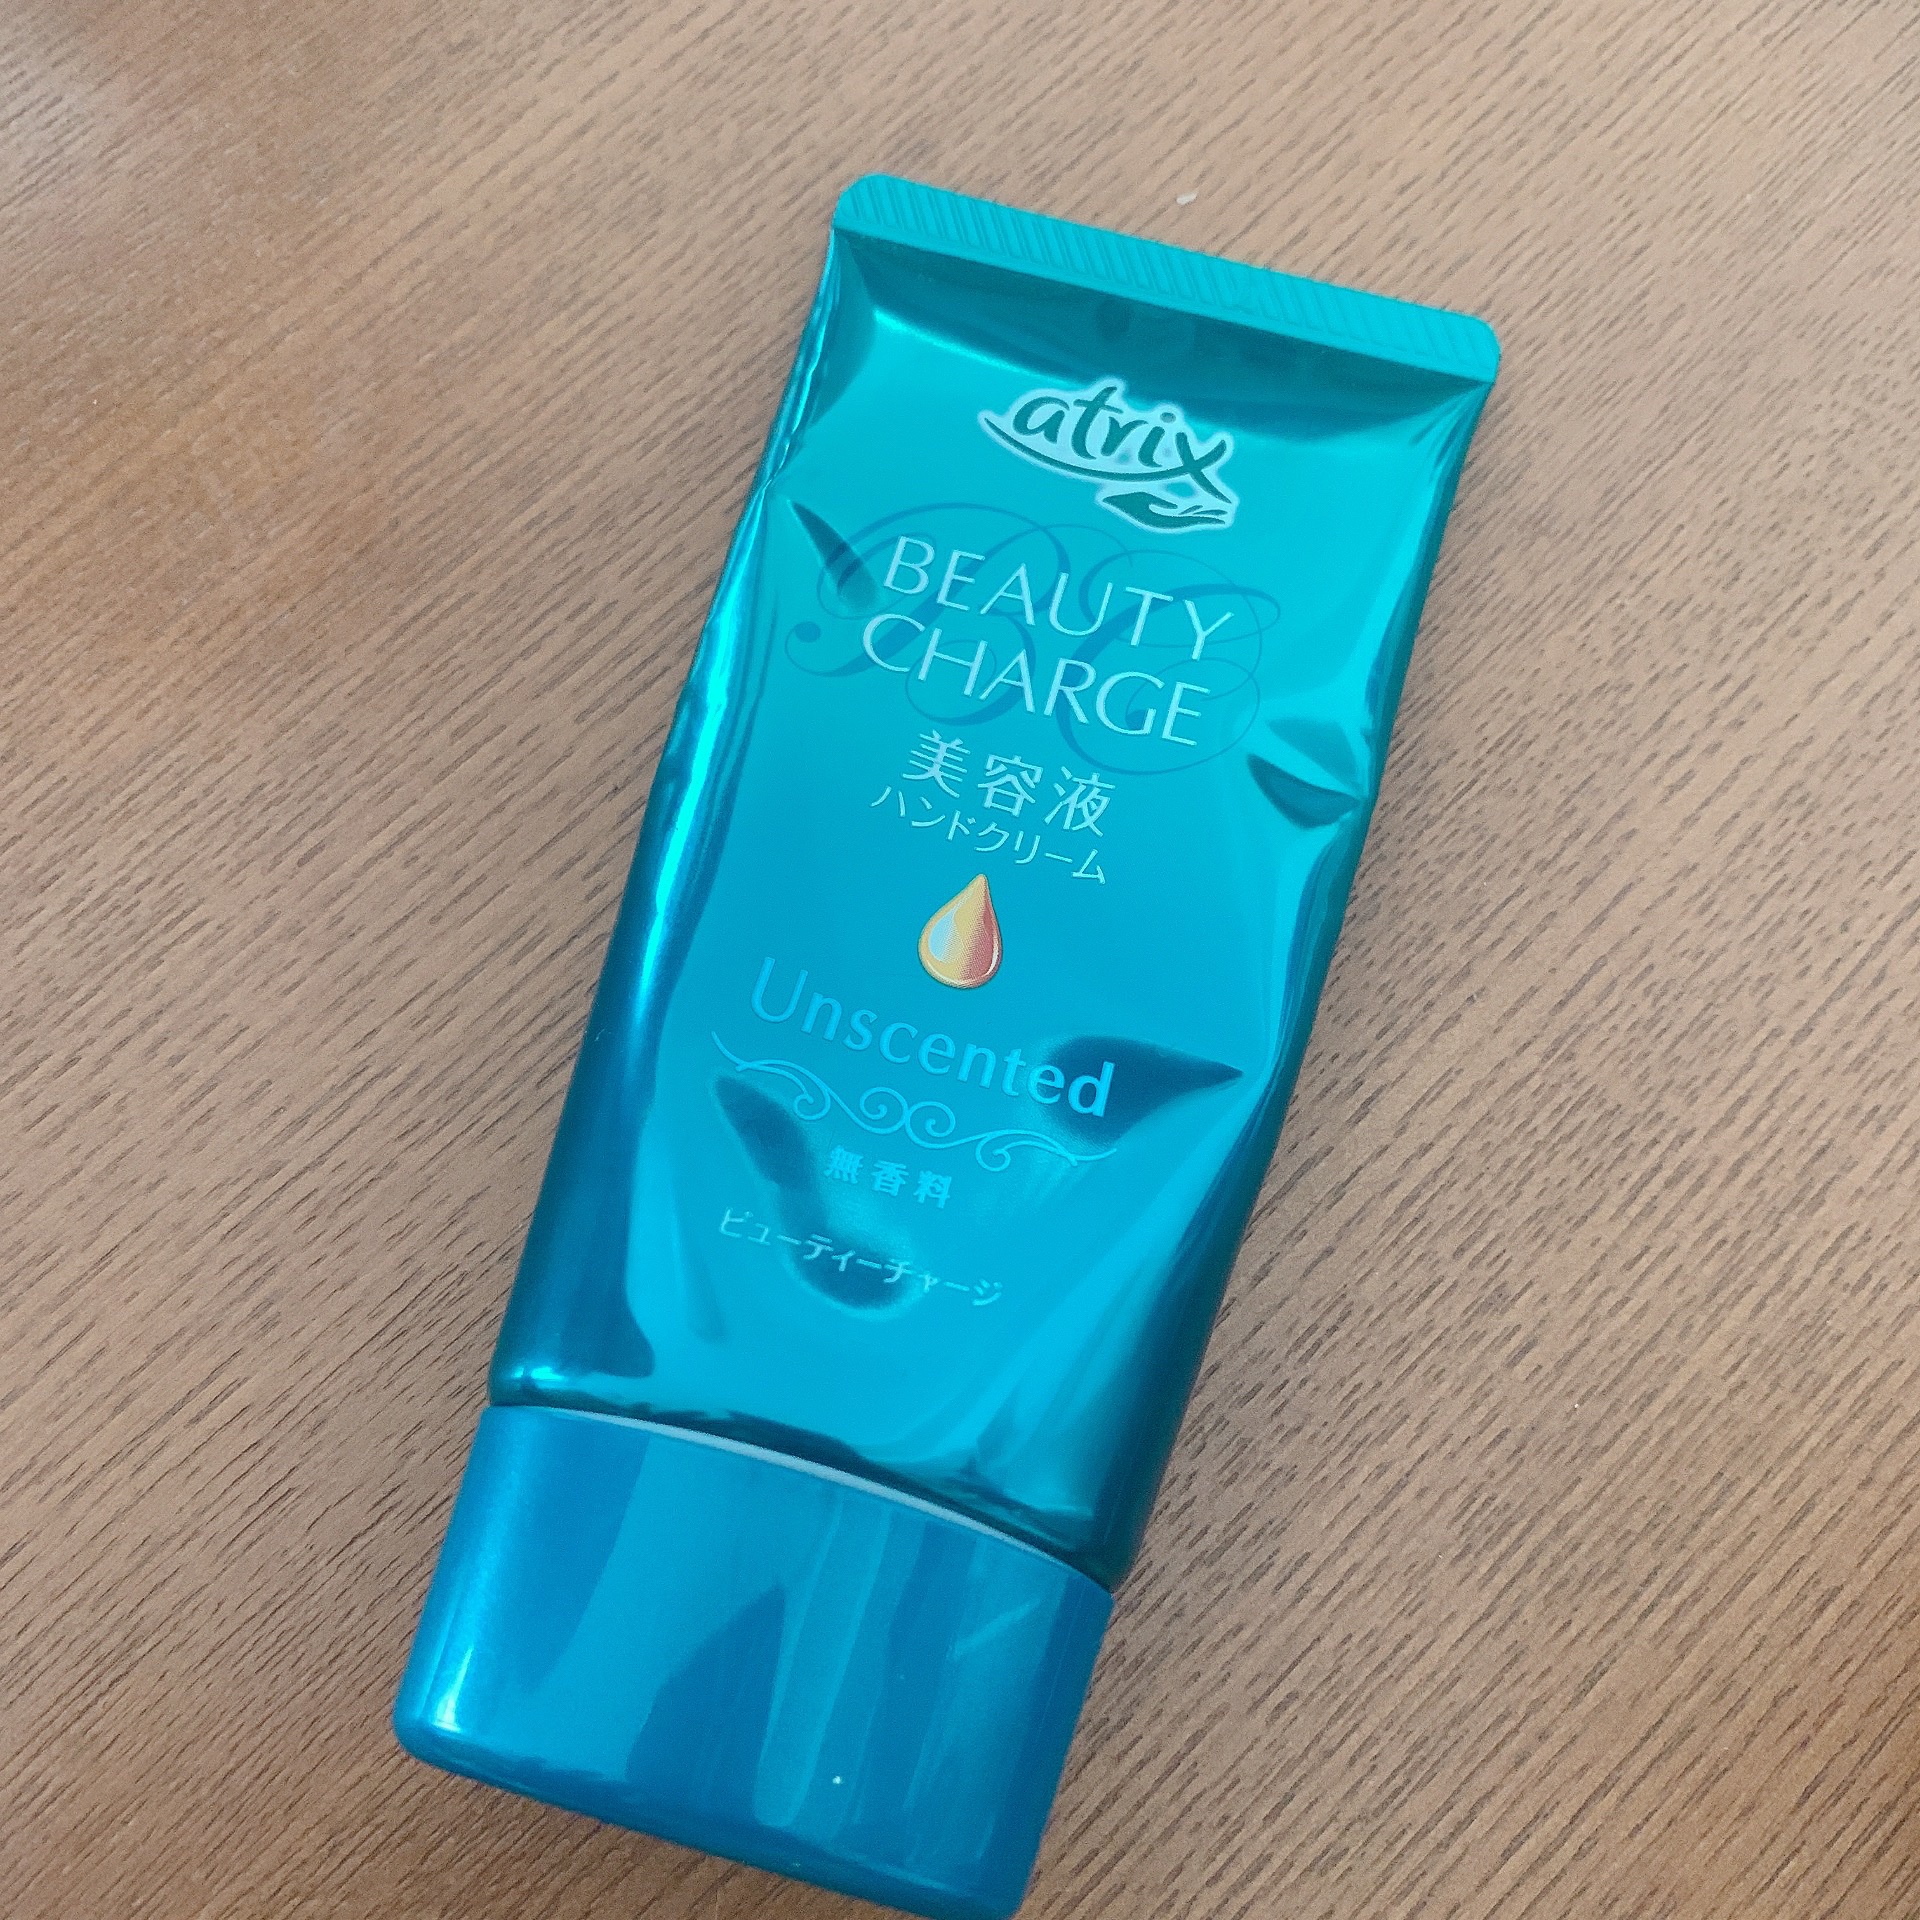 atrix
BEAUTY
CHARGE
美容液
ハンドクリーム
Unscented
無香料
ビューティーチャージ